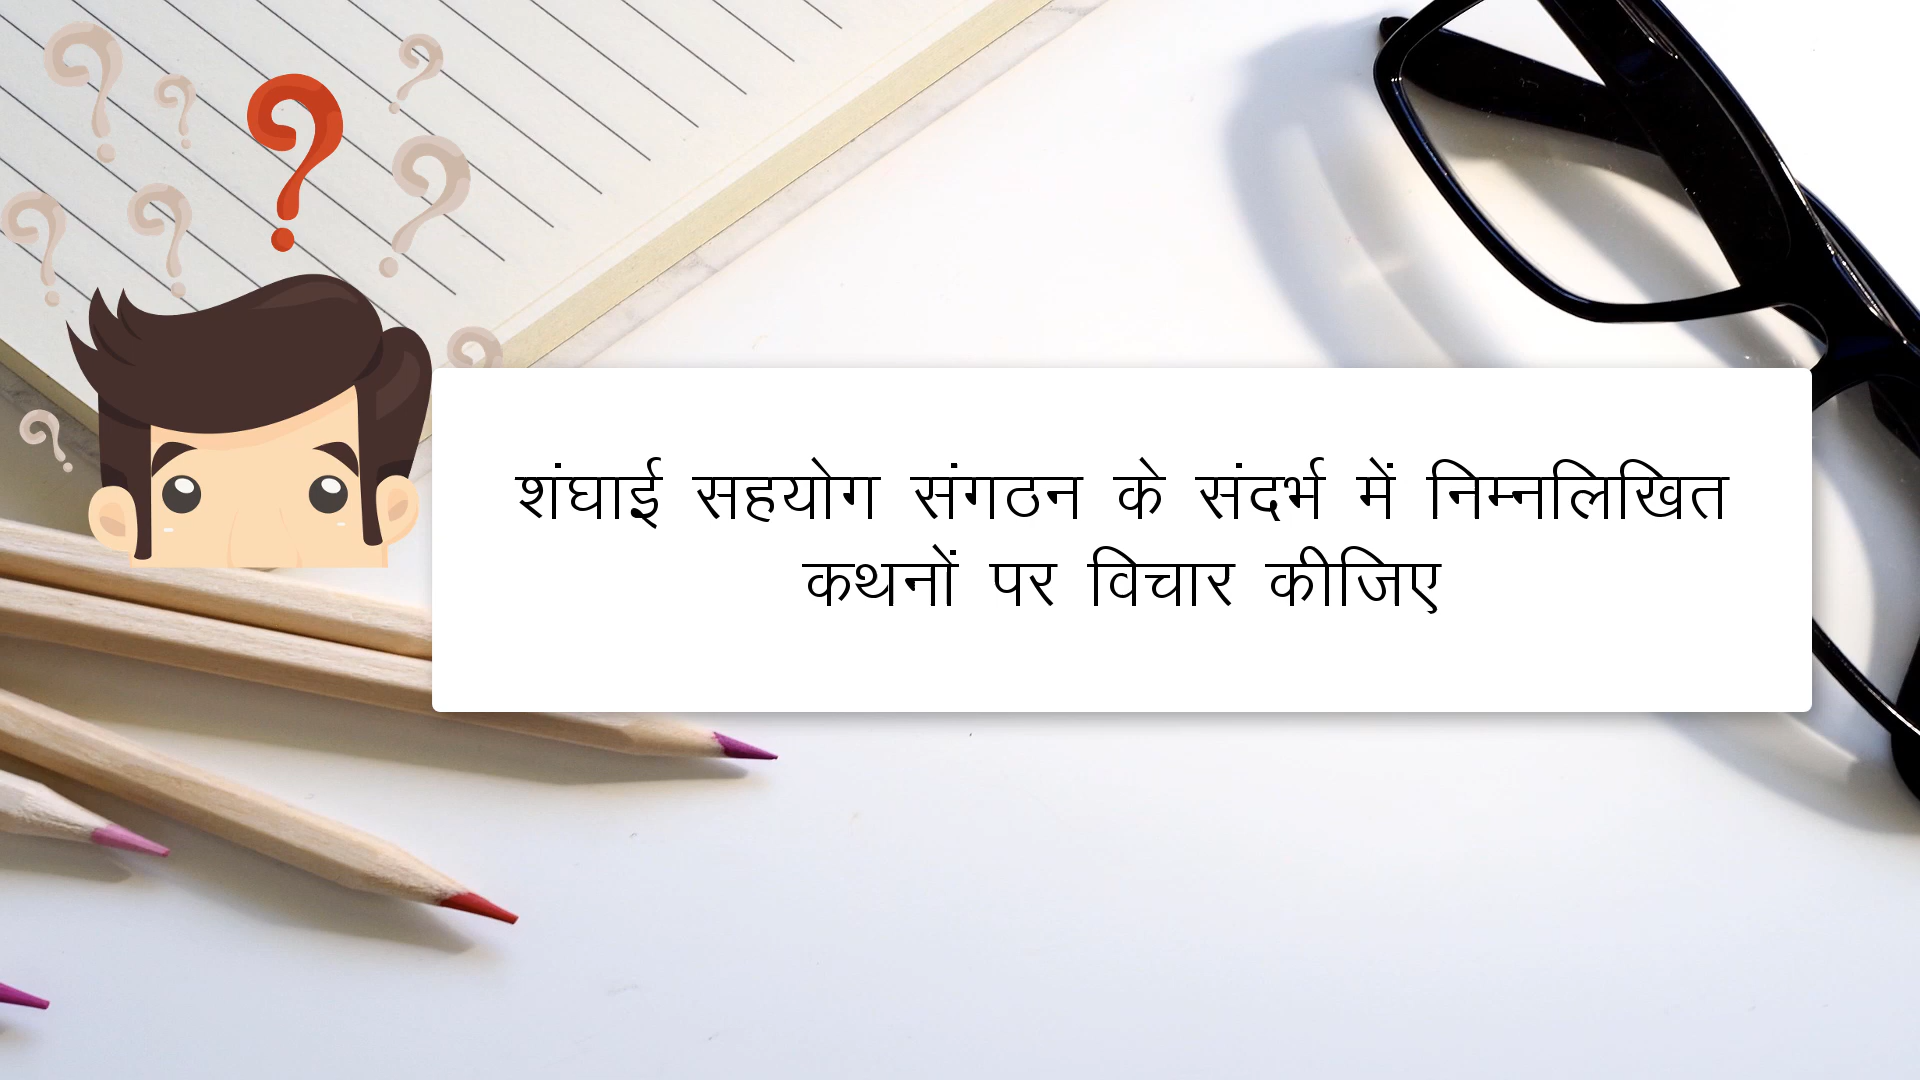 शंघाई सहयोग संगठन के संदर्भ में निम्नलिखित
कथनों पर विचार कीजिए